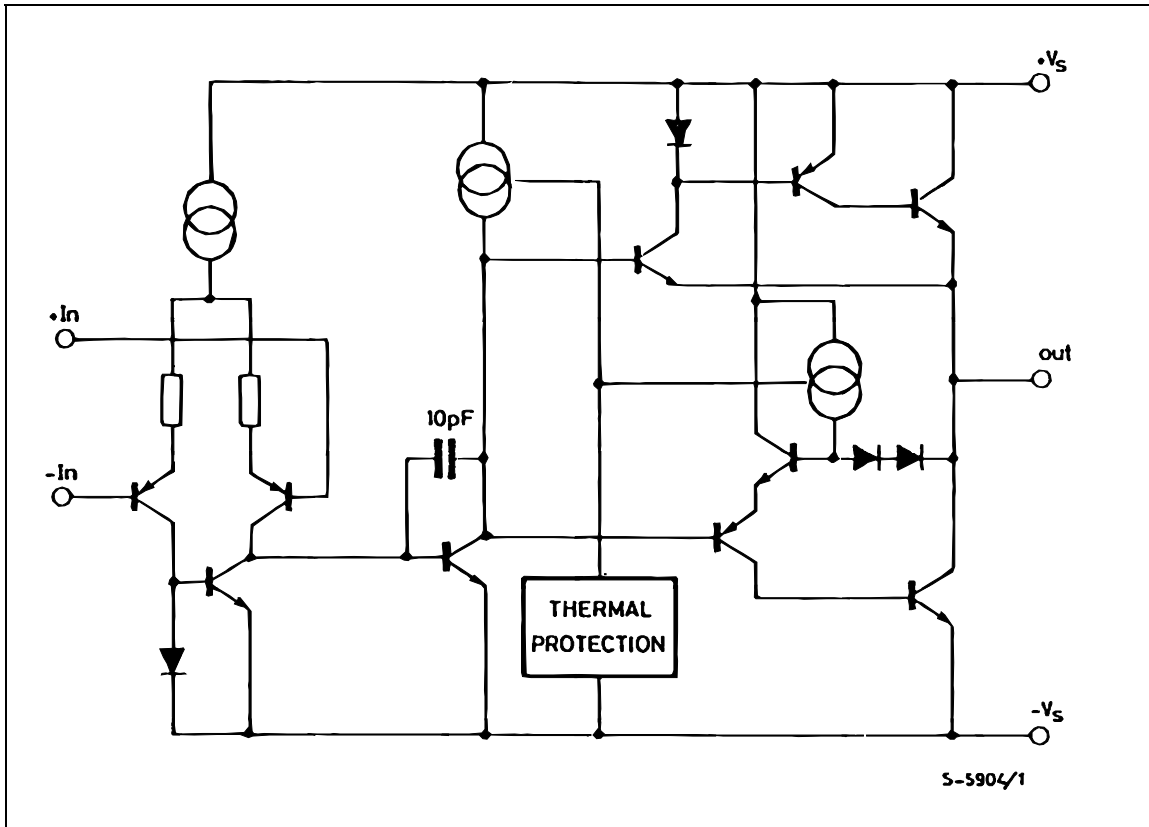 +Vs
+In
out
10pF
-In
THERMAL
PROTECTION
-Vs
S-5904/1